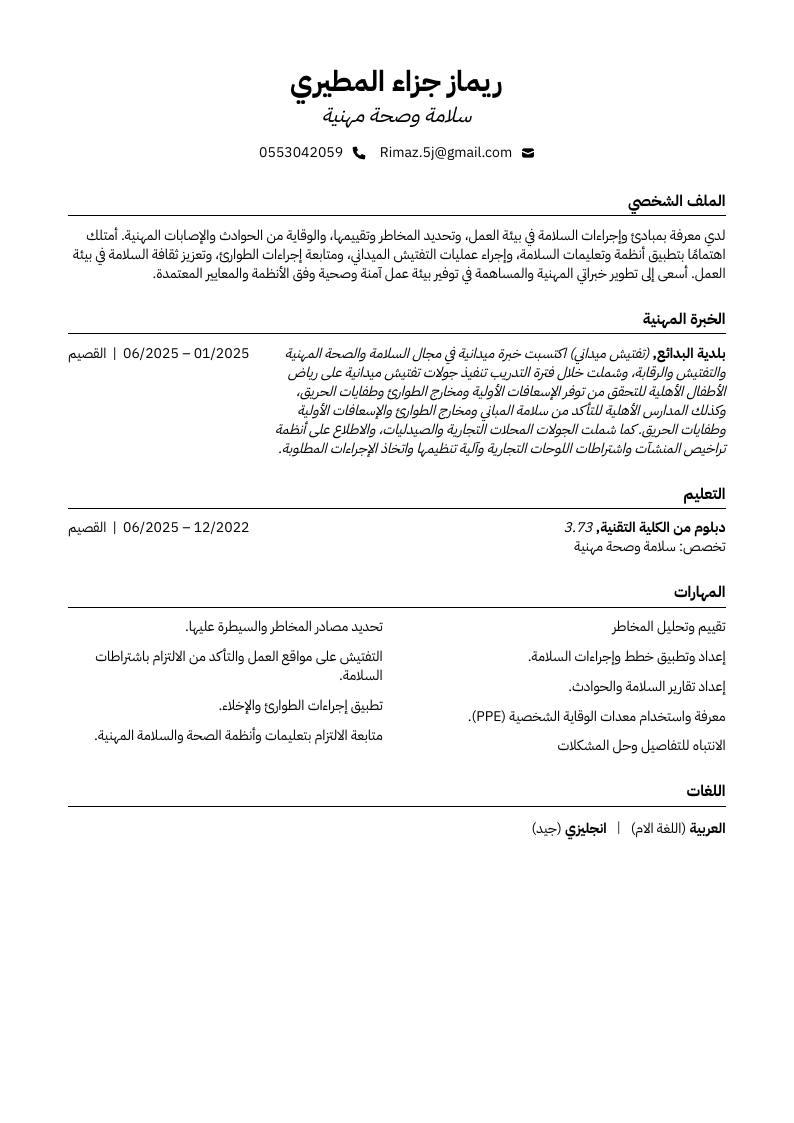 ريماز جزاء المطيري
سلامة وصحة مهنية
Rimaz.5j@gmail.com 0553042059
الملف الشخصي
لدي معرفة بمبادئ وإجراءات السلامة في بيئة العمل، وتحديد المخاطر وتقييمها، والوقاية من الحوادث والإصابات المهنية. أمتلك
اهتمامًا بتطبيق أنظمة وتعليمات السلامة، وإجراء عمليات التفتيش الميداني، ومتابعة إجراءات الطوارئ، وتعزيز ثقافة السلامة في بيئة
العمل. أسعى إلى تطوير خبراتي المهنية والمساهمة في توفير بيئة عمل آمنة وصحية وفق الأنظمة والمعايير المعتمدة.
الخبرة المهنية
بلدية البدائع, (تفتيش ميداني) اكتسبت خبرة ميدانية في مجال السلامة والصحة المهنية
والتفتيش والرقابة، وشملت خلال فترة التدريب تنفيذ جولات تفتيش ميدانية على رياض
الأطفال الأهلية للتحقق من توفر الإسعافات الأولية ومخارج الطوارئ وطفايات الحريق،
وكذلك المدارس الأهلية للتأكد من سلامة المباني ومخارج الطوارئ والإسعافات الأولية
وطفايات الحريق. كما شملت الجولات المحلات التجارية والصيدليات، والاطلاع على أنظمة
تراخيص المنشآت واشتراطات اللوحات التجارية وآلية تنظيمها واتخاذ الإجراءات المطلوبة.
01/2025 – 06/2025 | القصيم
التعليم
دبلوم من الكلية التقنية, 3.73
تخصص: سلامة وصحة مهنية
12/2022 – 06/2025 | القصيم
المهارات
تقييم وتحليل المخاطر
إعداد وتطبيق خطط وإجراءات السلامة.
إعداد تقارير السلامة والحوادث.
معرفة واستخدام معدات الوقاية الشخصية (PPE).
الانتباه للتفاصيل وحل المشكلات
تحديد مصادر المخاطر والسيطرة عليها.
التفتيش على مواقع العمل والتأكد من الالتزام باشتراطات
السلامة.
تطبيق إجراءات الطوارئ والإخلاء.
متابعة الالتزام بتعليمات وأنظمة الصحة والسلامة المهنية.
اللغات
العربية (اللغة الام) | انجليزي (جيد)